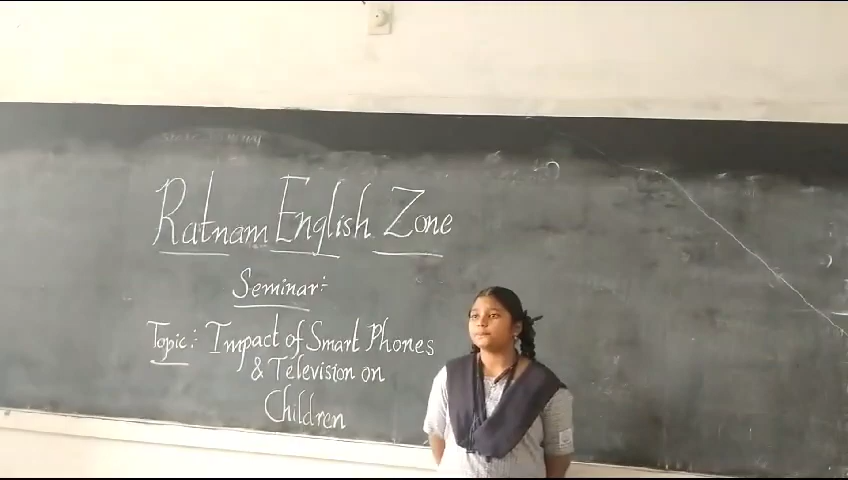 Ratnam English Zone
Seminar:-
Topic:- Impact of Smart Phones
& Television on
Children